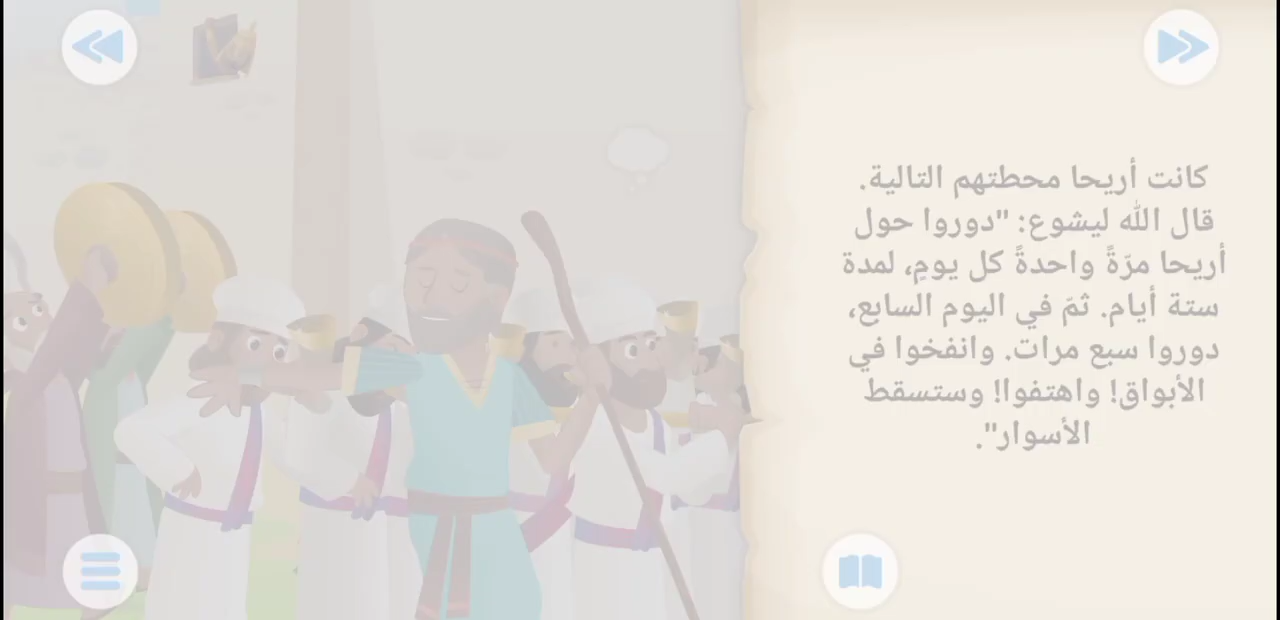 كانت أريحا محطتهم التالية.
قال الله ليشوع: "دوروا حول
أريحا مرّةً واحدةً كل يومٍ، لمدة
ستة أيام. ثمّ في اليوم السابع،
دوروا سبع مرات. وانفخوا في
الأبواق! واهتفوا! وستسقط
الأسوار".